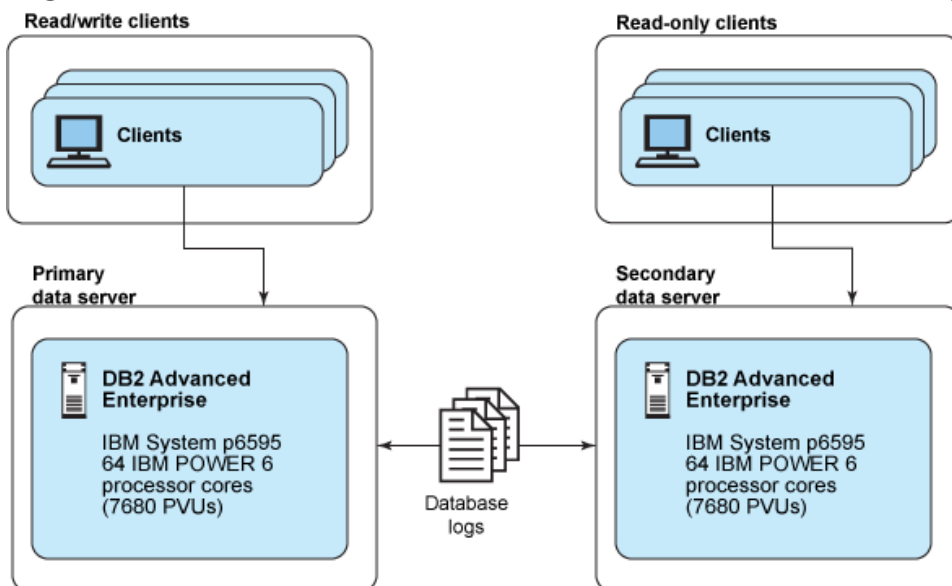 Read/write clients
Clients
Read-only clients
Clients
Primary
data server
DB2 Advanced
Enterprise
IBM System p6595
64 IBM POWER 6
processor cores
(7680 PVUs)
Database
logs
Secondary
data server
DB2 Advanced
Enterprise
IBM System p6595
64 IBM POWER 6
processor cores
(7680 PVUs)